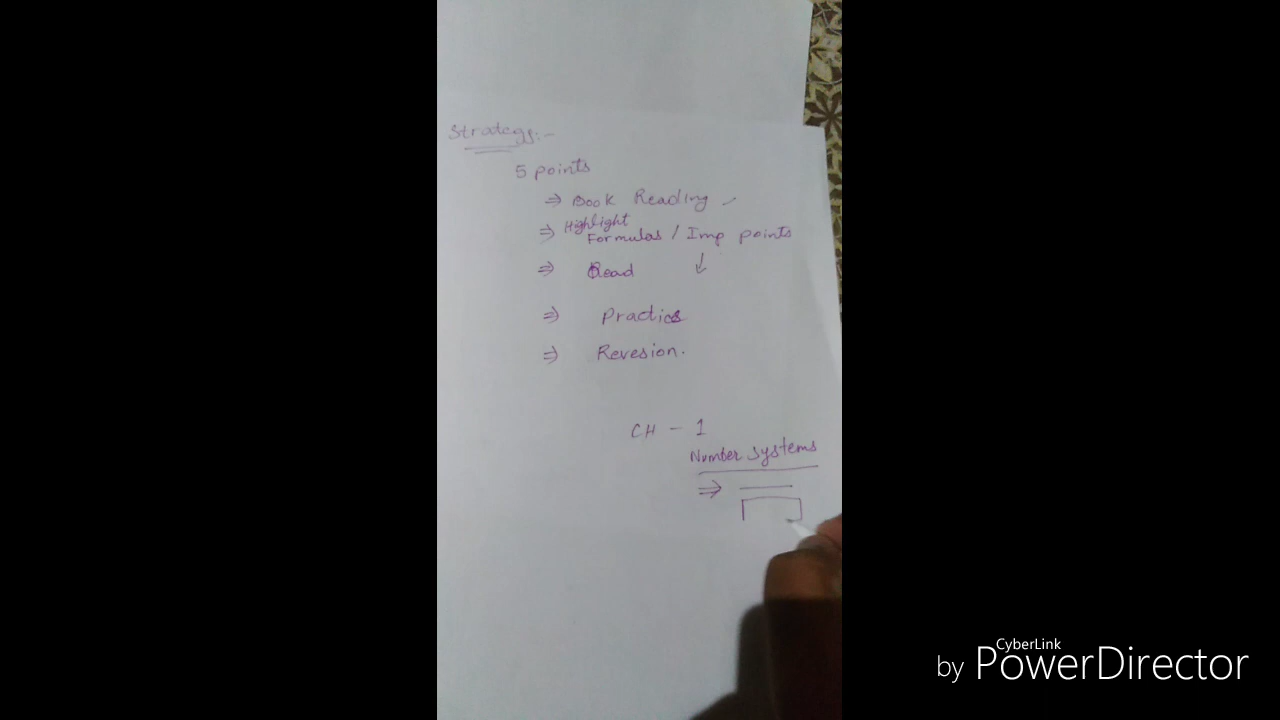 Strategy:-
5 points
⇒ Book Reading
⇒ Highlight
Formulas / Imp points
⇒ Read
⇒ Practice
⇒ Revesion.
CH - 1
Number systems
⇒
CyberLink
by PowerDirector